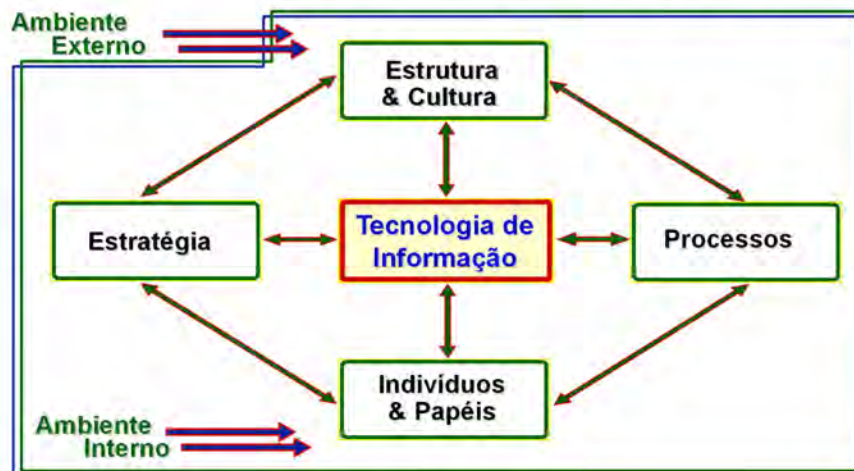 Ambiente
Externo
Estrutura
& Cultura
Estratégia
Tecnologia de
Informação
Processos
Indivíduos
& Papéis
Ambiente
Interno